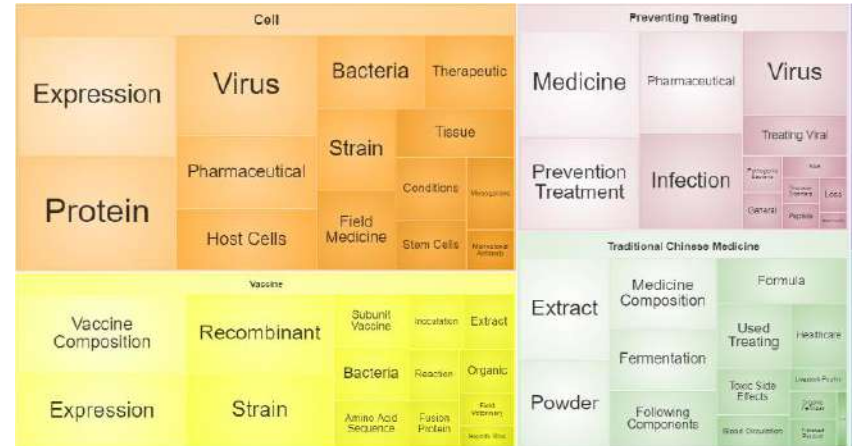 Cell
Expression
Protein
Virus
Pharmaceutical
Host Cells
Bacteria
Therapeutic
Strain
Tissue
Field
Medicine
Conditions
Stem Cells
Preventing Treating
Medicine
Prevention
Treatment
Pharmaceutical
Infection
Virus
Treating Viral
General
Peptide
Loss
Vaccine
Vaccine
Composition
Expression
Recombinant
Strain
Subunit
Vaccine
Inoculation
Extract
Bacteria
Reaction
Organic
Amino Acid
Sequence
Fusion
Protein
Traditional Chinese Medicine
Extract
Powder
Medicine
Composition
Fermentation
Following
Components
Formula
Used
Treating
Healthcare
Toxic Side
Effects
Blood Circulation